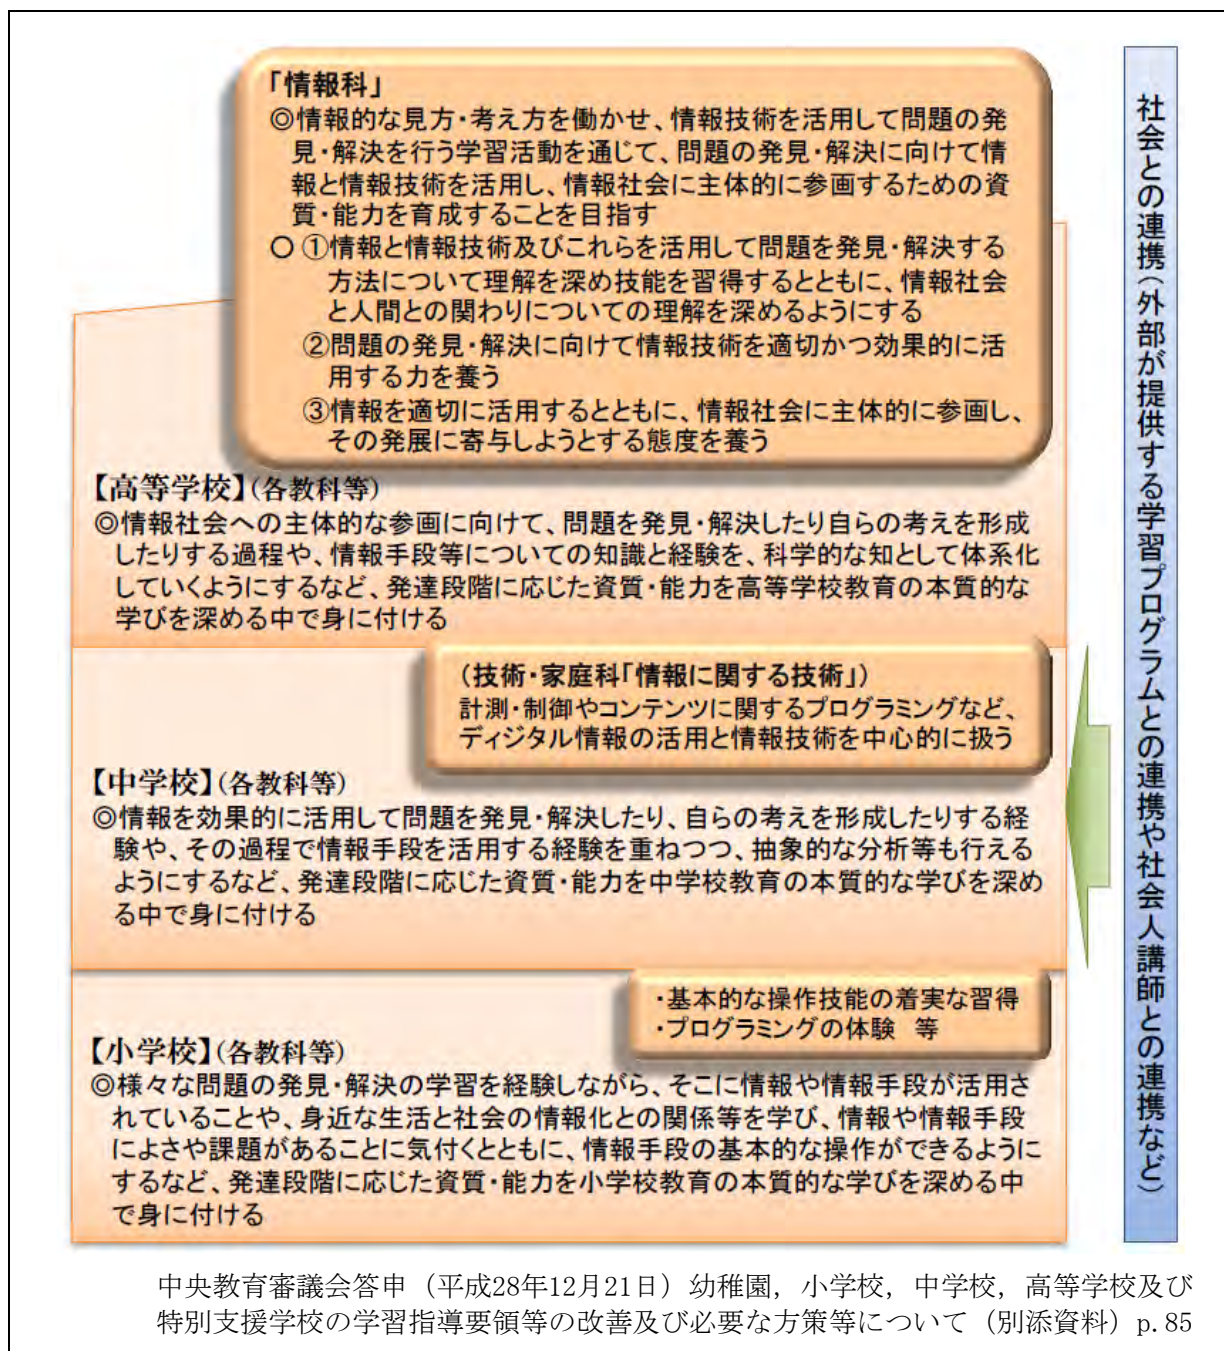 「情報科」
◎情報的な見方・考え方を働かせ、情報技術を活用して問題の発
見・解決を行う学習活動を通じて、問題の発見・解決に向けて情
報と情報技術を活用し、情報社会に主体的に参画するための資
質・能力を育成することを目指す
○ ①情報と情報技術及びこれらを活用して問題を発見・解決する
方法について理解を深め技能を習得するとともに、情報社会
と人間との関わりについての理解を深めるようにする
②問題の発見・解決に向けて情報技術を適切かつ効果的に活
用する力を養う
③情報を適切に活用するとともに、情報社会に主体的に参画し、
その発展に寄与しようとする態度を養う
【高等学校】(各教科等)
◎情報社会への主体的な参画に向けて、問題を発見・解決したり自らの考えを形成
したりする過程や、情報手段等についての知識と経験を、科学的な知として体系化
していくようにするなど、発達段階に応じた資質・能力を高等学校教育の本質的な
学びを深める中で身に付ける
(技術・家庭科「情報に関する技術」)
計測・制御やコンテンツに関するプログラミングなど、
ディジタル情報の活用と情報技術を中心的に扱う
【中学校】(各教科等)
◎情報を効果的に活用して問題を発見・解決したり、自らの考えを形成したりする経
験や、その過程で情報手段を活用する経験を重ねつつ、抽象的な分析等も行える
ようにするなど、発達段階に応じた資質・能力を中学校教育の本質的な学びを深め
る中で身に付ける
・基本的な操作技能の着実な習得
・プログラミングの体験 等
【小学校】(各教科等)
◎様々な問題の発見・解決の学習を経験しながら、そこに情報や情報手段が活用さ
れていることや、身近な生活と社会の情報化との関係等を学び、情報や情報手段
によさや課題があることに気付くとともに、情報手段の基本的な操作ができるように
するなど、発達段階に応じた資質・能力を小学校教育の本質的な学びを深める中
で身に付ける
社会との連携(外部が提供する学習プログラムとの連携や社会人講師との連携など)
中央教育審議会答申（平成28年12月21日）幼稚園，小学校，中学校，高等学校及び
特別支援学校の学習指導要領等の改善及び必要な方策等について（別添資料）p.85